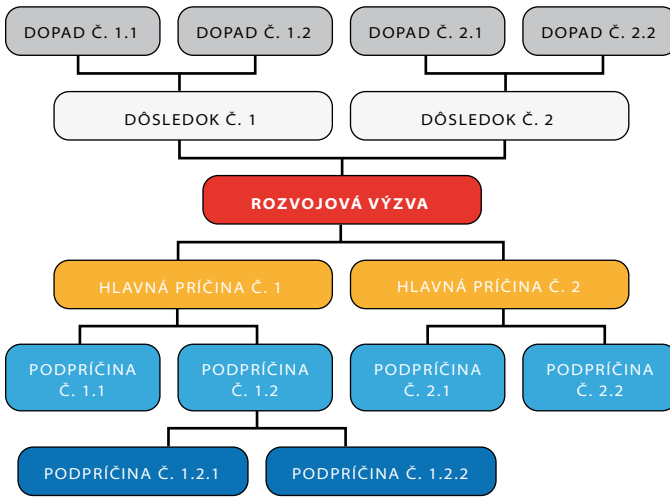 DOPAD Č. 1.1
DOPAD Č. 1.2
DOPAD Č. 2.1
DOPAD Č. 2.2
DÔSLEDOK Č. 1
DÔSLEDOK Č. 2
ROZVOJOVÁ VÝZVA
HLAVNÁ PRÍČINA Č. 1
HLAVNÁ PRÍČINA Č. 2
PODPRÍČINA
Č. 1.1
PODPRÍČINA
Č. 1.2
PODPRÍČINA
Č. 2.1
PODPRÍČINA
Č. 2.2
PODPRÍČINA Č. 1.2.1
PODPRÍČINA Č. 1.2.2